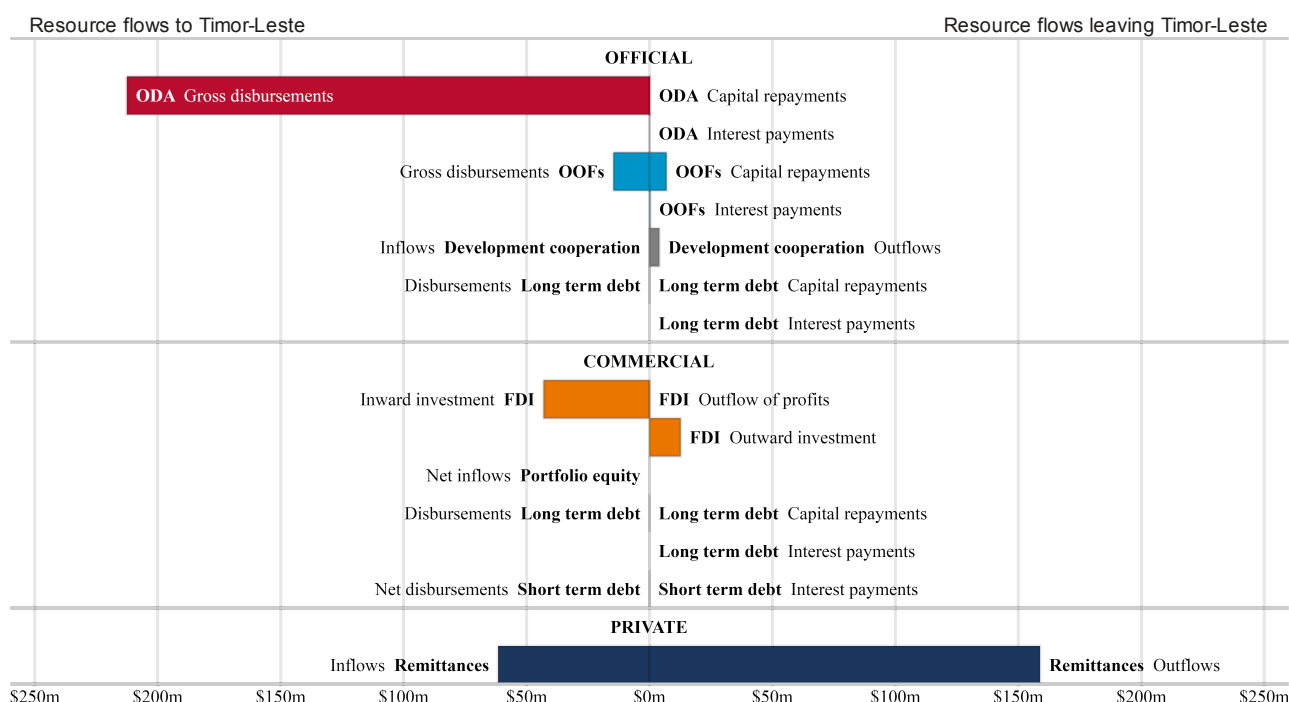 Resource flows to Timor-Leste Resource flows leaving Timor-Leste
OFFICIAL
ODA Gross disbursements ODA Capital repayments
ODA Interest payments
Gross disbursements OOFs OOFs Capital repayments
OOFs Interest payments
Inflows Development cooperation Development cooperation Outflows
Disbursements Long term debt Long term debt Capital repayments
Long term debt Interest payments
COMMERCIAL
Inward investment FDI FDI Outflow of profits
FDI Outward investment
Net inflows Portfolio equity
Disbursements Long term debt Long term debt Capital repayments
Long term debt Interest payments
Net disbursements Short term debt Short term debt Interest payments
PRIVATE
Inflows Remittances Remittances Outflows
$250m $200m $150m $100m $50m $0m $50m $100m $150m $200m $250m